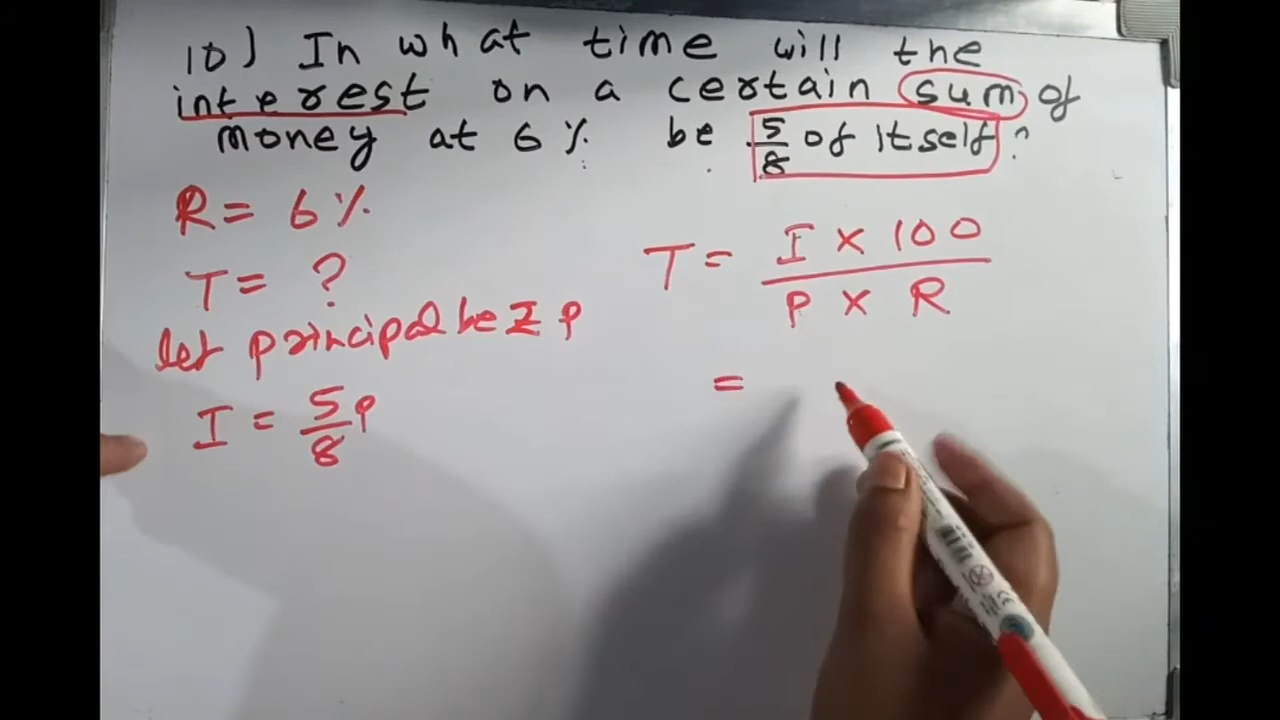 10) In what time will the
interest on a certain sum of
money at 6% be 5/8 of itself?
R = 6%
T = ?
let principal be ₹ P
I = 5/8 P
T = I × 100 / P × R
=